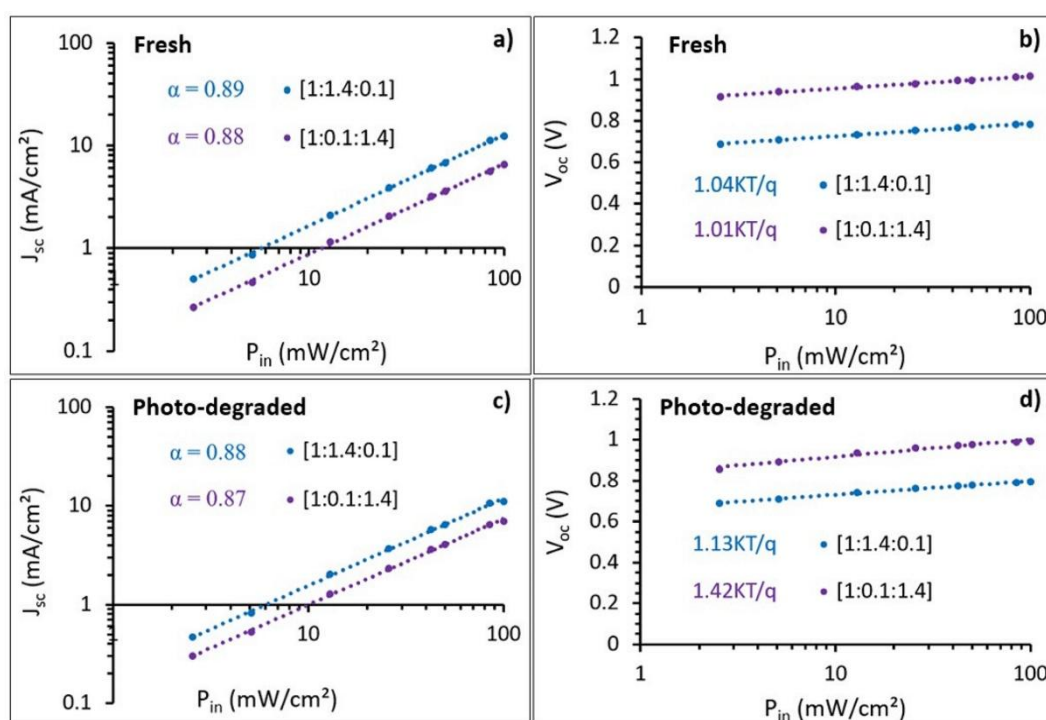 Fresh
a)
100
10
1
0.1
10
100
α = 0.89
[1:1.4:0.1]
α = 0.88
[1:0.1:1.4]
Jsc (mA/cm²)
Pin (mW/cm²)
Fresh
b)
1.2
1
0.8
0.6
0.4
0.2
0
1
10
100
1.04KT/q
[1:1.4:0.1]
1.01KT/q
[1:0.1:1.4]
Voc (V)
Pin (mW/cm²)
Photo-degraded
c)
100
10
1
0.1
10
100
α = 0.88
[1:1.4:0.1]
α = 0.87
[1:0.1:1.4]
Jsc (mA/cm²)
Pin (mW/cm²)
Photo-degraded
d)
1.2
1
0.8
0.6
0.4
0.2
0
1
10
100
1.13KT/q
[1:1.4:0.1]
1.42KT/q
[1:0.1:1.4]
Voc (V)
Pin (mW/cm²)